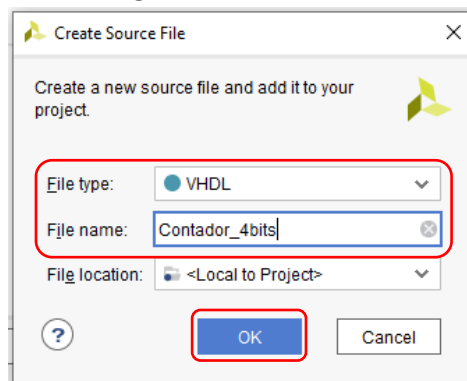 Create Source File
Create a new source file and add it to your
project.
File type: VHDL
File name: Contador_4bits
File location: <Local to Project>
? OK Cancel